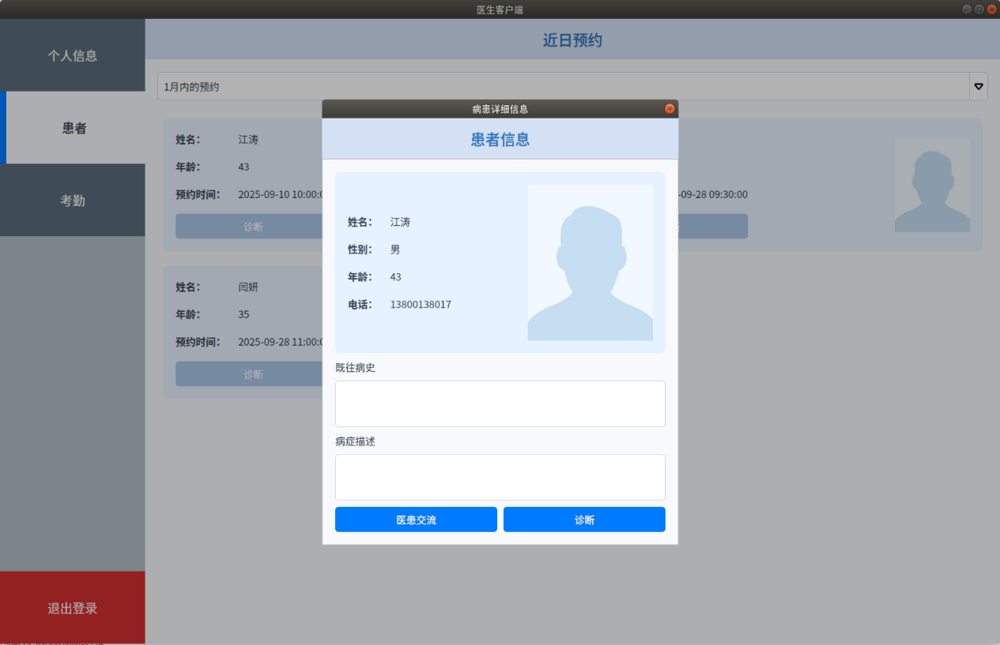 医生客户端
个人信息
患者
考勤
退出登录
近日预约
1月内的预约
姓名： 江涛
年龄： 43
预约时间： 2025-09-10 10:00:0
诊断
-09-28 09:30:00
姓名： 闫妍
年龄： 35
预约时间： 2025-09-28 11:00:0
诊断
病患详细信息
患者信息
姓名： 江涛
性别： 男
年龄： 43
电话： 13800138017
既往病史
病症描述
医患交流
诊断